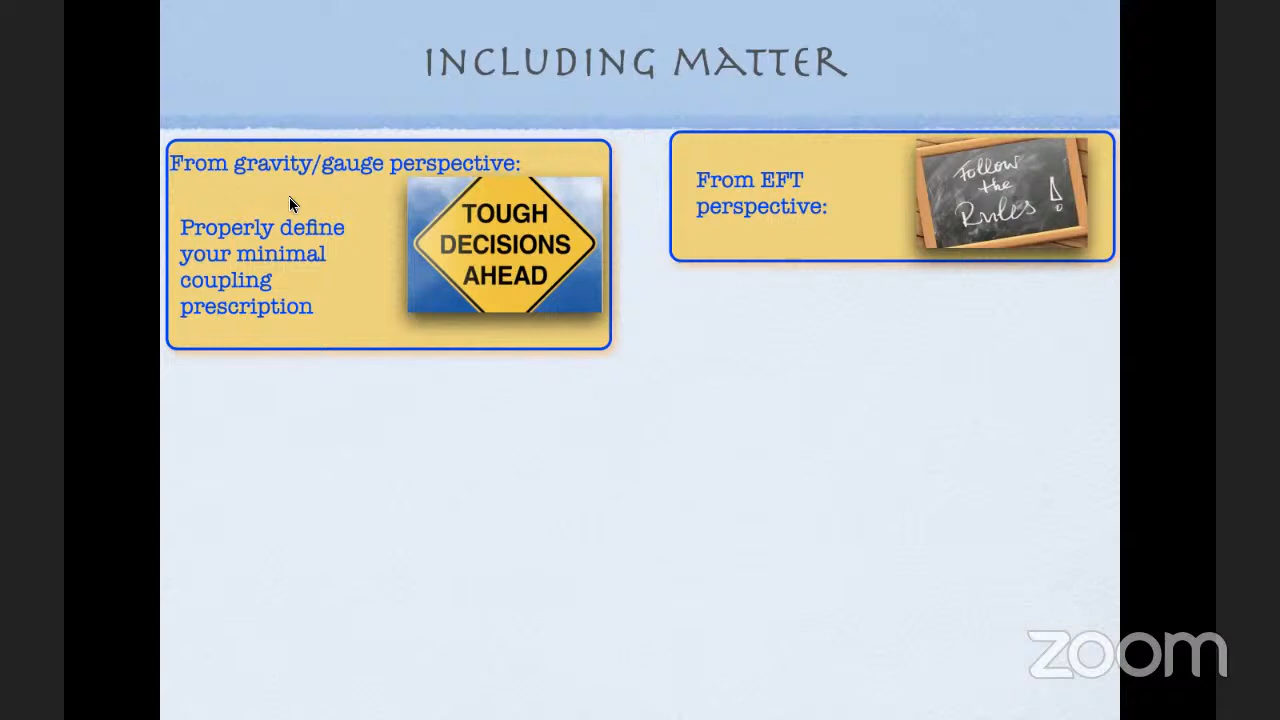 INCLUDING MATTER
From gravity/gauge perspective:
Properly define
your minimal
coupling
prescription
TOUGH
DECISIONS
AHEAD
From EFT
perspective:
Follow
the
Rules!
zoom